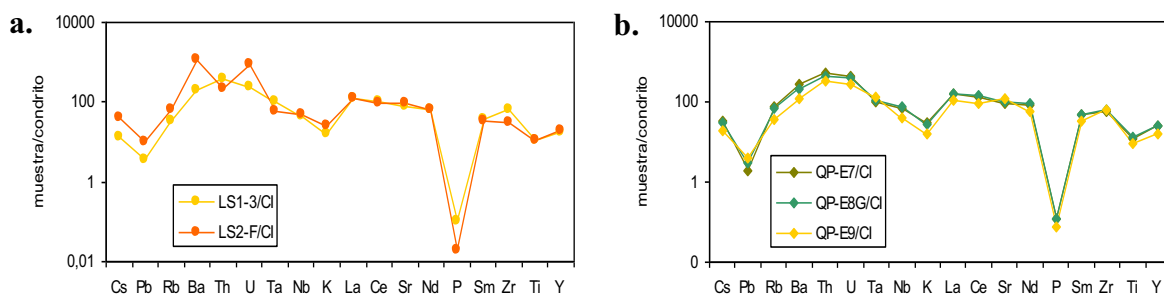 a.
10000
100
1
0,01
muestra/condrito
LS1-3/CI
LS2-F/CI
Cs Pb Rb Ba Th U Ta Nb K La Ce Sr Nd P Sm Zr Ti Y
b.
10000
100
1
0
muestra/condrito
QP-E7/CI
QP-E8G/CI
QP-E9/CI
Cs Pb Rb Ba Th U Ta Nb K La Ce Sr Nd P Sm Zr Ti Y